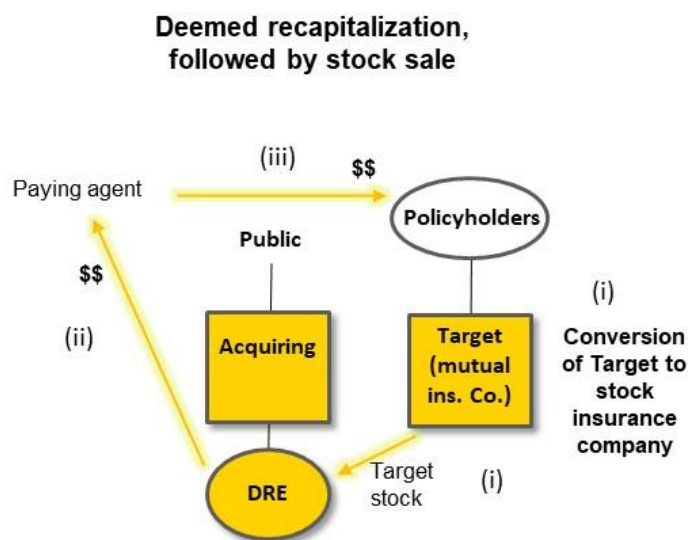 Deemed recapitalization,
followed by stock sale
(iii)
$$
Paying agent
Policyholders
Public
$$
(i)
(ii)
Acquiring
Target
(mutual
ins. Co.)
Conversion
of Target to
stock
insurance
company
DRE
Target
stock
(i)